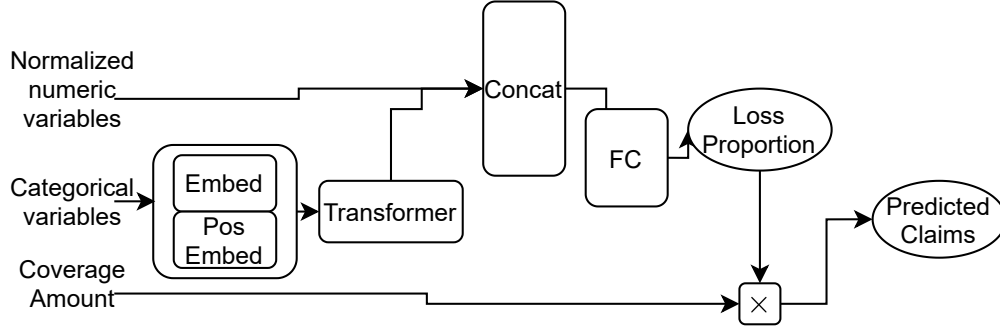 Normalized
numeric
variables
Concat
Loss
Proportion
FC
Categorical
variables
Embed
Pos
Embed
Transformer
Predicted
Claims
Coverage
Amount
×